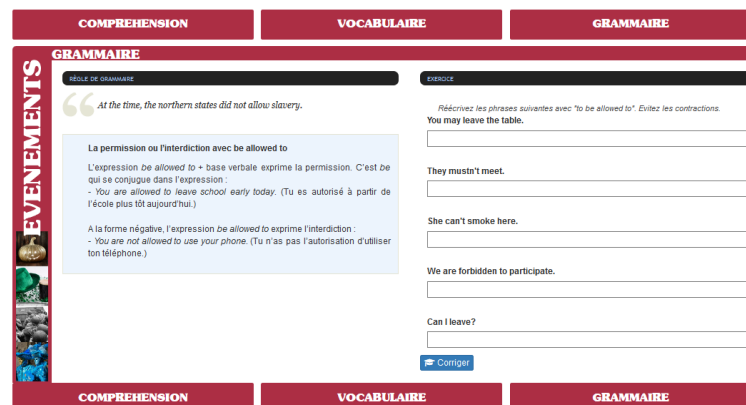 COMPREHENSION
VOCABULAIRE
GRAMMAIRE
EVENEMENTS
GRAMMAIRE
RÈGLE DE GRAMMAIRE
At the time, the northern states did not allow slavery.
La permission ou l'interdiction avec be allowed to
L'expression be allowed to + base verbale exprime la permission. C'est be
qui se conjugue dans l'expression :
- You are allowed to leave school early today. (Tu es autorisé à partir de
l'école plus tôt aujourd'hui.)
A la forme négative, l'expression be allowed to exprime l'interdiction :
- You are not allowed to use your phone. (Tu n'as pas l'autorisation d'utiliser
ton téléphone.)
EXERCICE
Réécrivez les phrases suivantes avec "to be allowed to". Evitez les contractions.
You may leave the table.
They mustn't meet.
She can't smoke here.
We are forbidden to participate.
Can I leave?
Corriger
COMPREHENSION
VOCABULAIRE
GRAMMAIRE